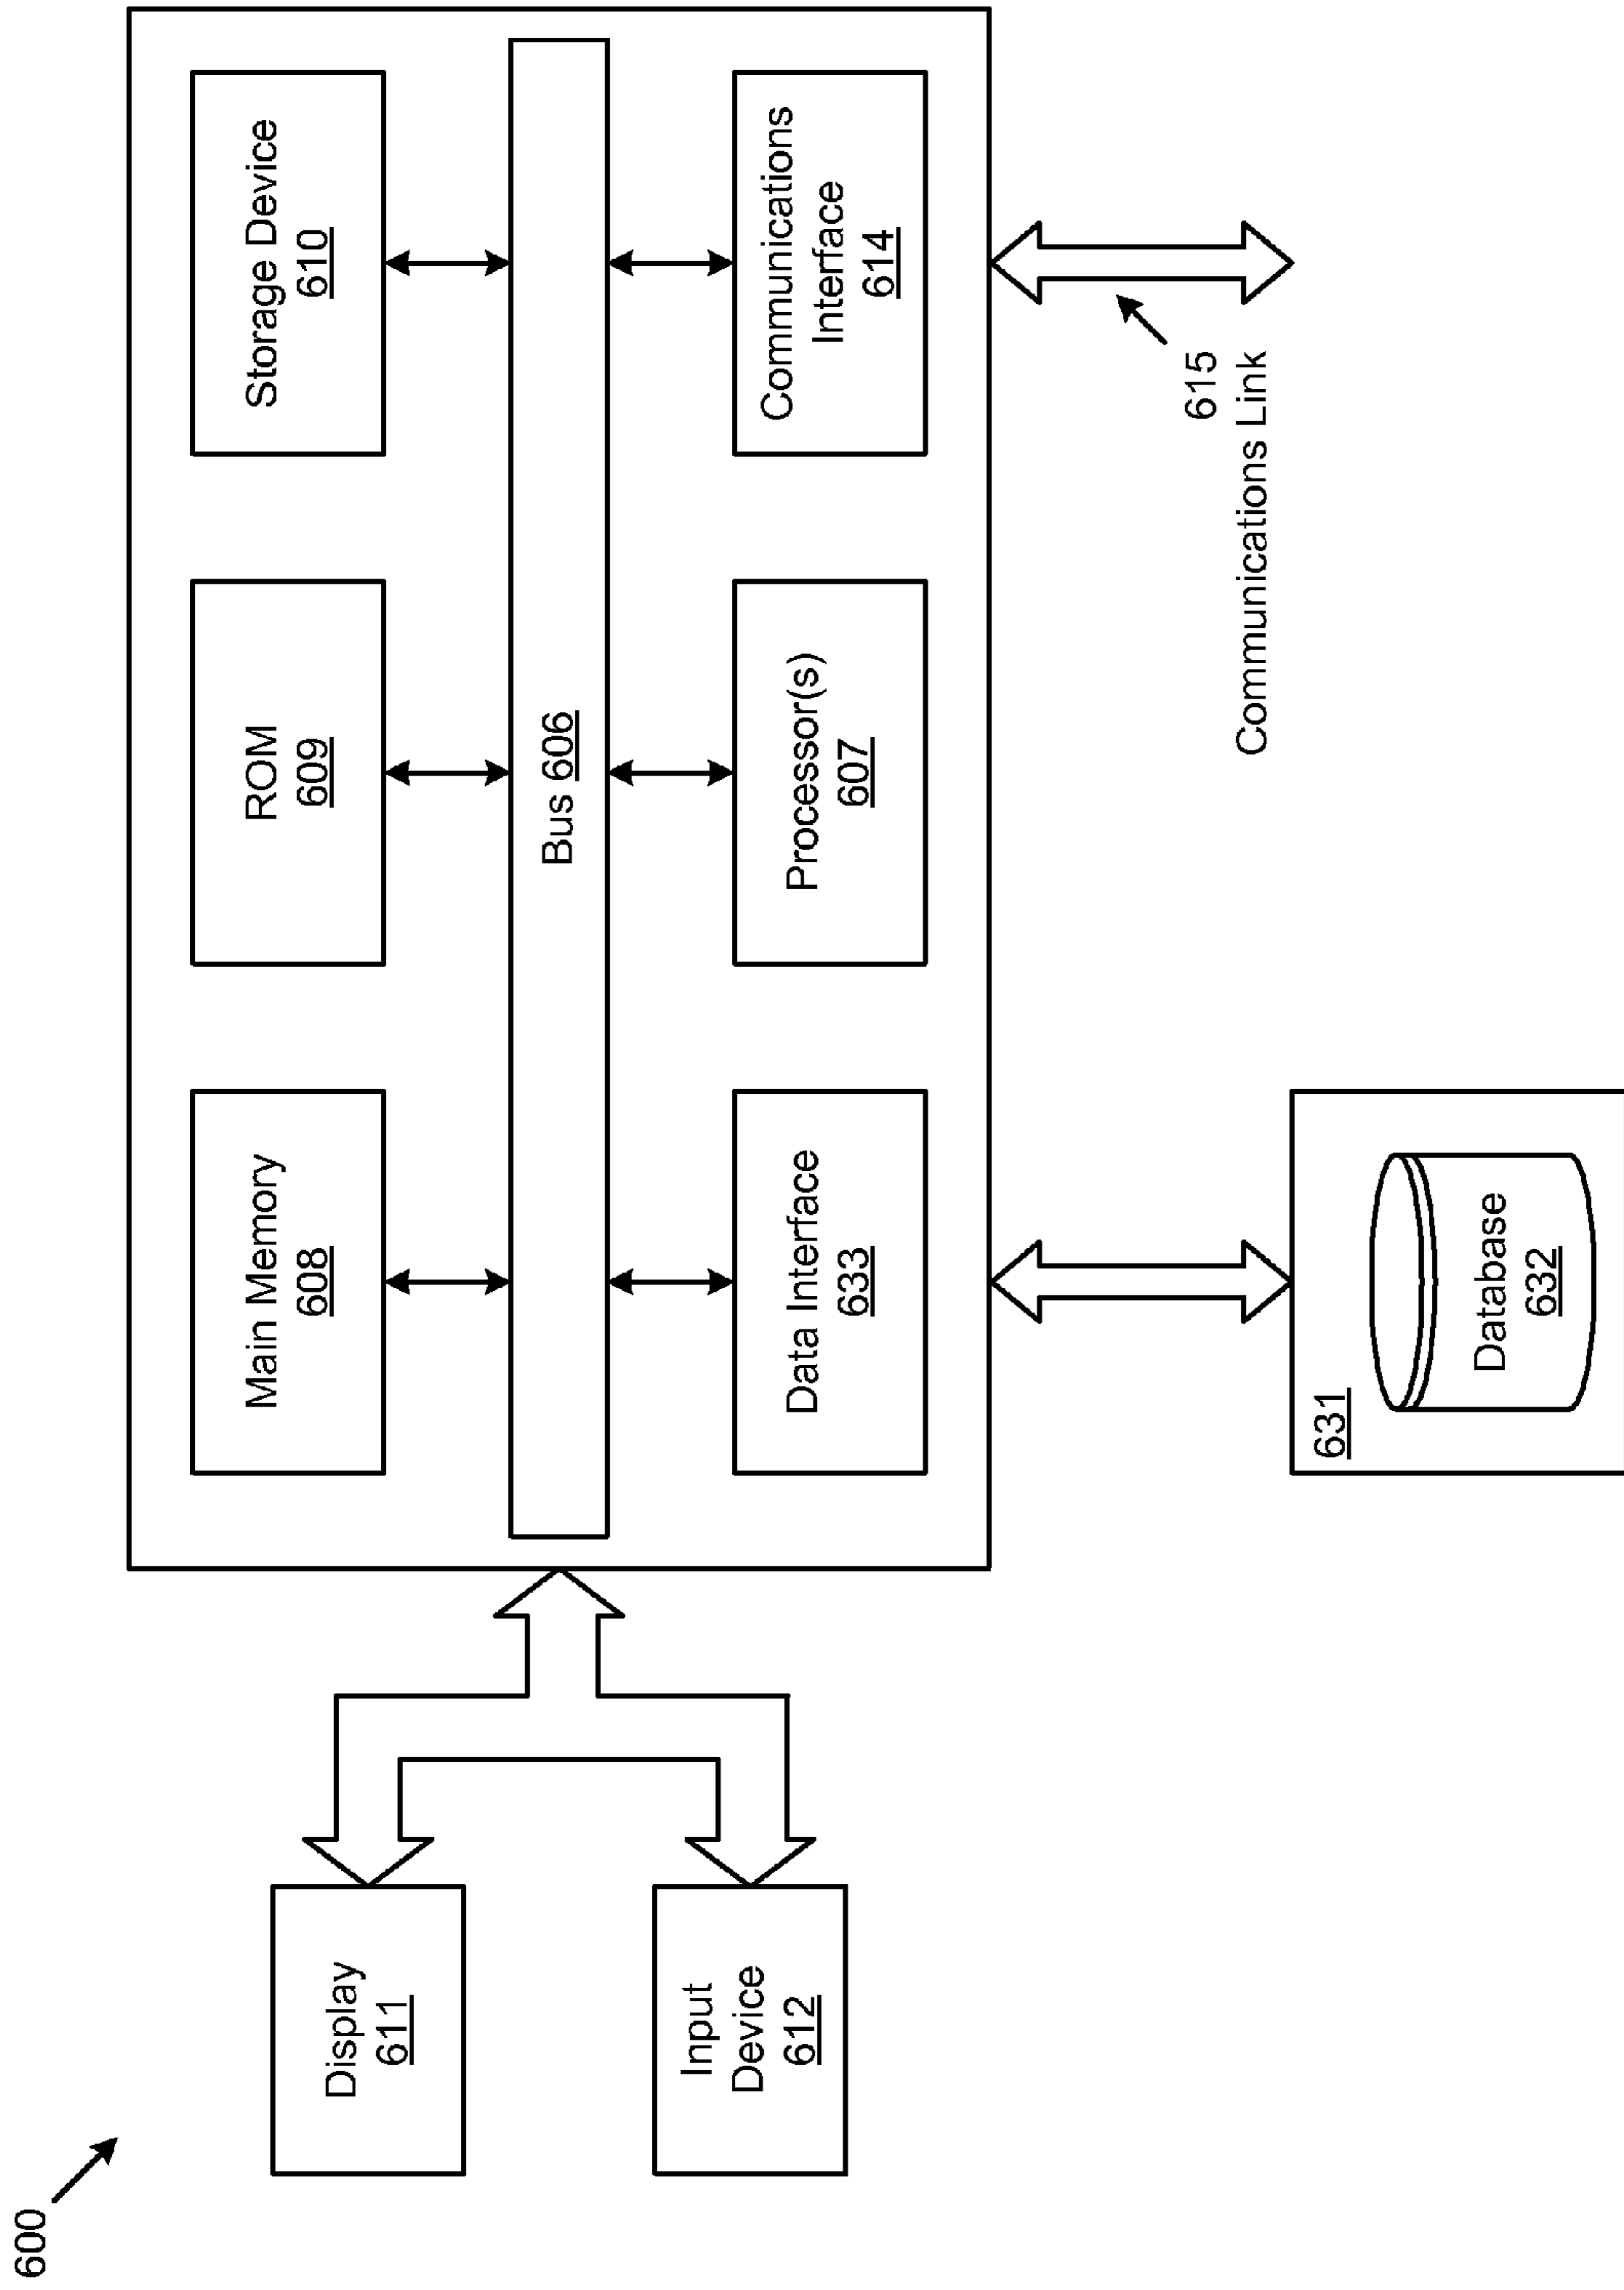 600
Display
611
Input
Device
612
Main Memory
608
ROM
609
Storage Device
610
Bus 606
Data Interface
633
Processor(s)
607
Communications
Interface
614
615
Communications Link
631
Database
632